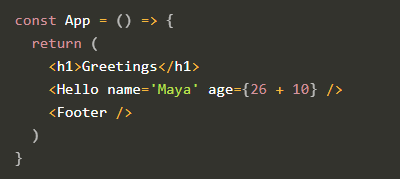 const App = () => {
  return (
    <h1>Greetings</h1>
    <Hello name='Maya' age={26 + 10} />
    <Footer />
  )
}